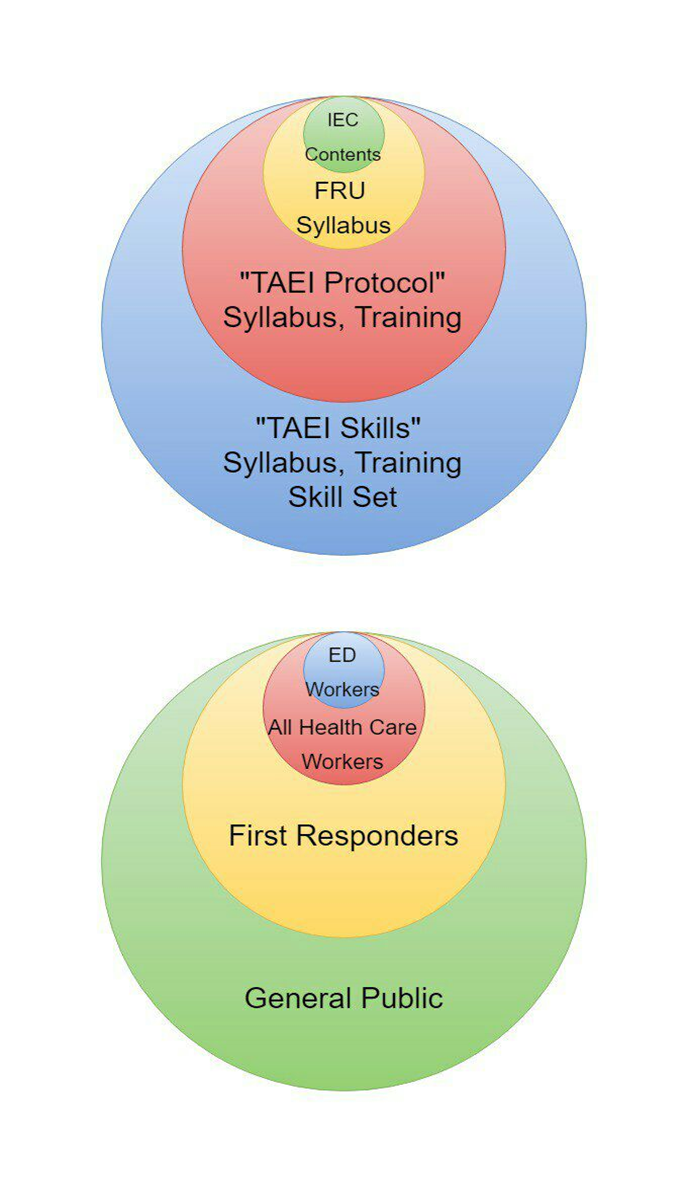 IEC
Contents
FRU
Syllabus
"TAEI Protocol"
Syllabus, Training
"TAEI Skills"
Syllabus, Training
Skill Set
ED
Workers
All Health Care
Workers
First Responders
General Public